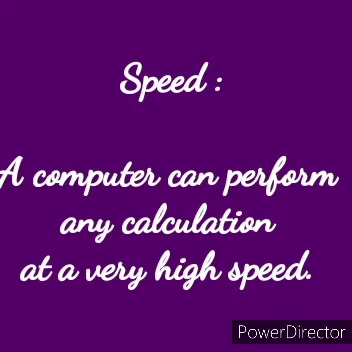 Speed :
A computer can perform
any calculation
at a very high speed.
PowerDirector